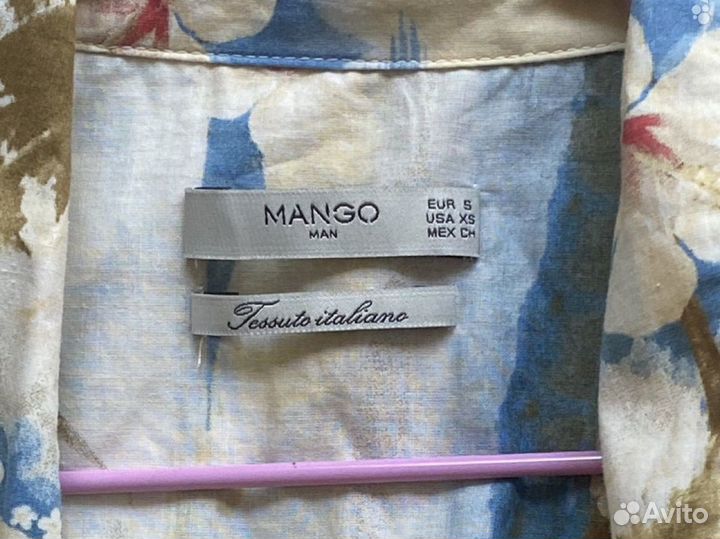 MANGO
MAN
EUR S
USA XS
MEX CH
Tessuto italiano
Avito